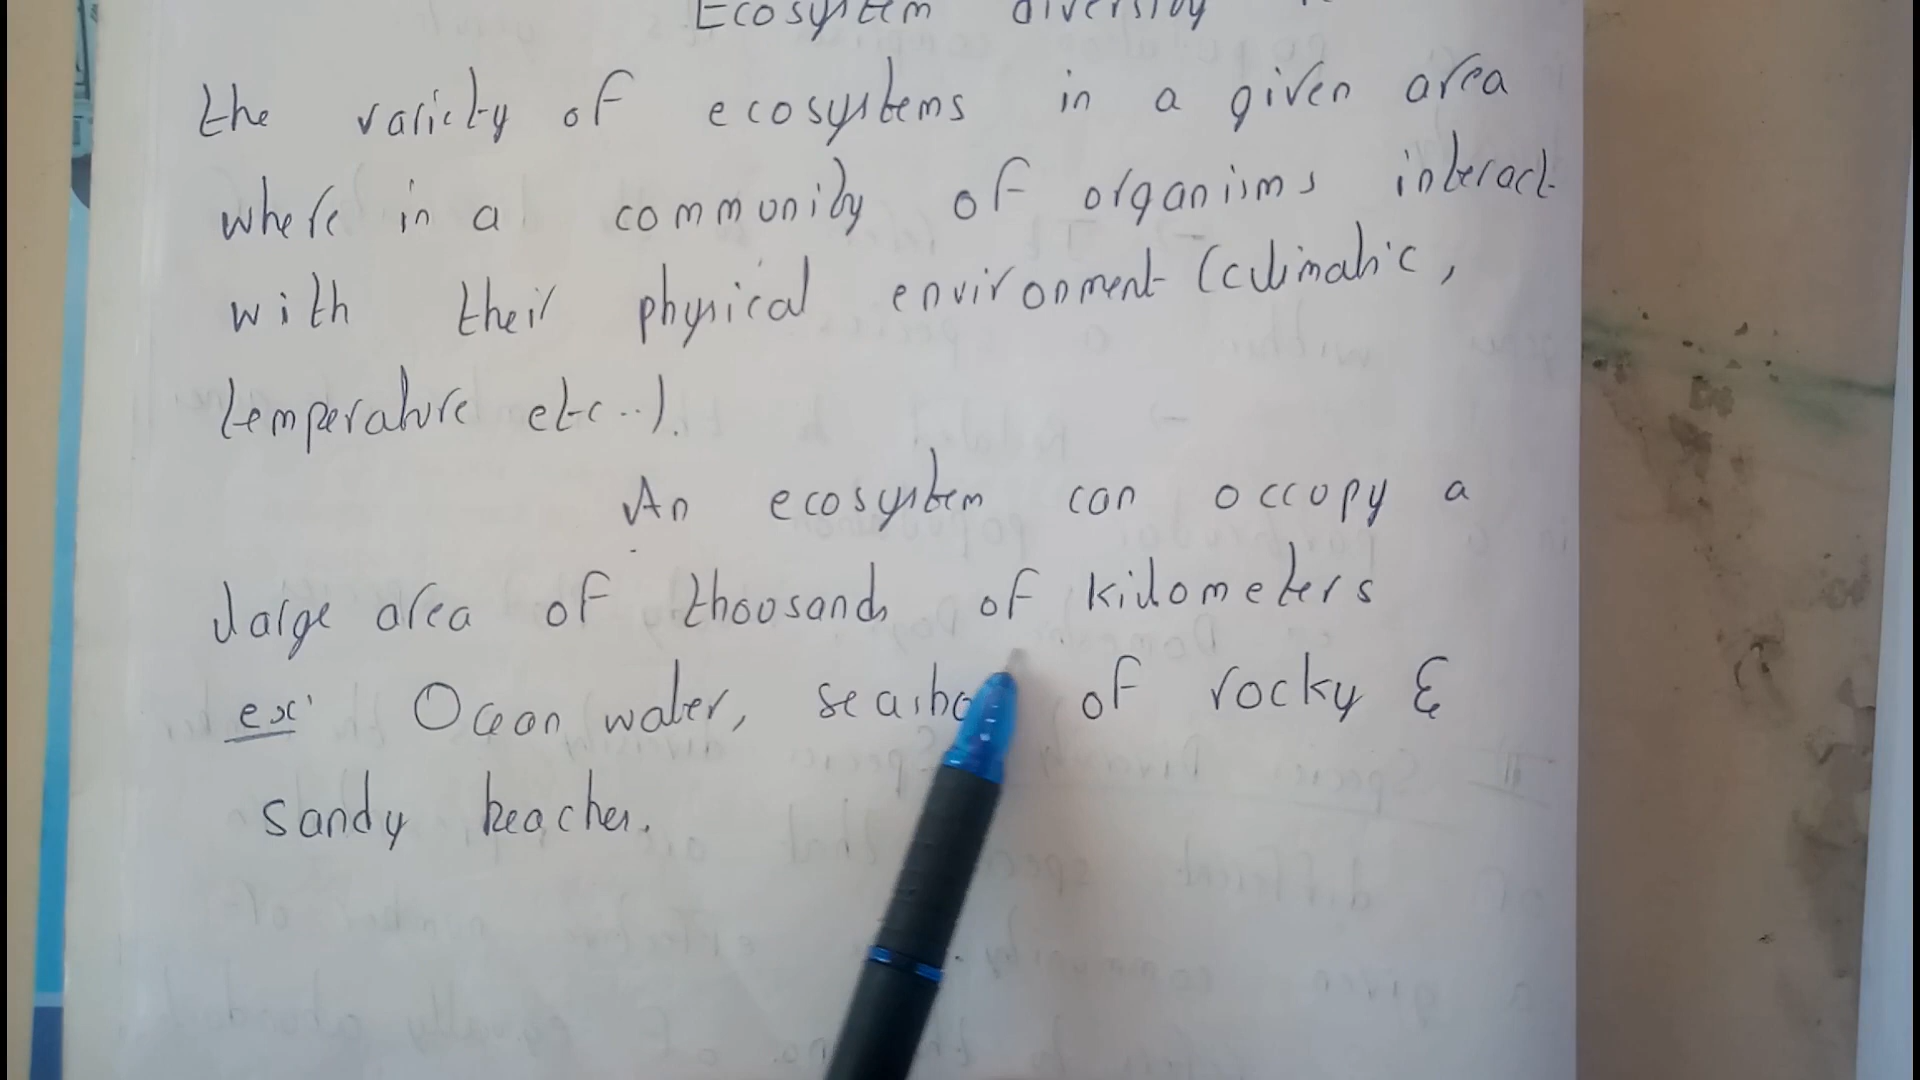 Ecosystem diversity
the variety of ecosystems in a given area
where in a community of organisms interact
with their physical environment (climatic,
temperature etc..).
An ecosystem can occupy a
large area of thousands of kilometers
ex: Ocean water, of rocky &
sandy beaches.